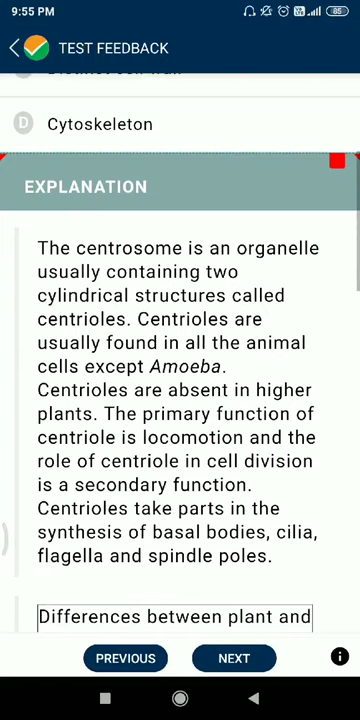 9:55 PM
85
TEST FEEDBACK
D Cytoskeleton
EXPLANATION
The centrosome is an organelle
usually containing two
cylindrical structures called
centrioles. Centrioles are
usually found in all the animal
cells except Amoeba.
Centrioles are absent in higher
plants. The primary function of
centriole is locomotion and the
role of centriole in cell division
is a secondary function.
Centrioles take parts in the
synthesis of basal bodies, cilia,
flagella and spindle poles.
Differences between plant and
PREVIOUS
NEXT